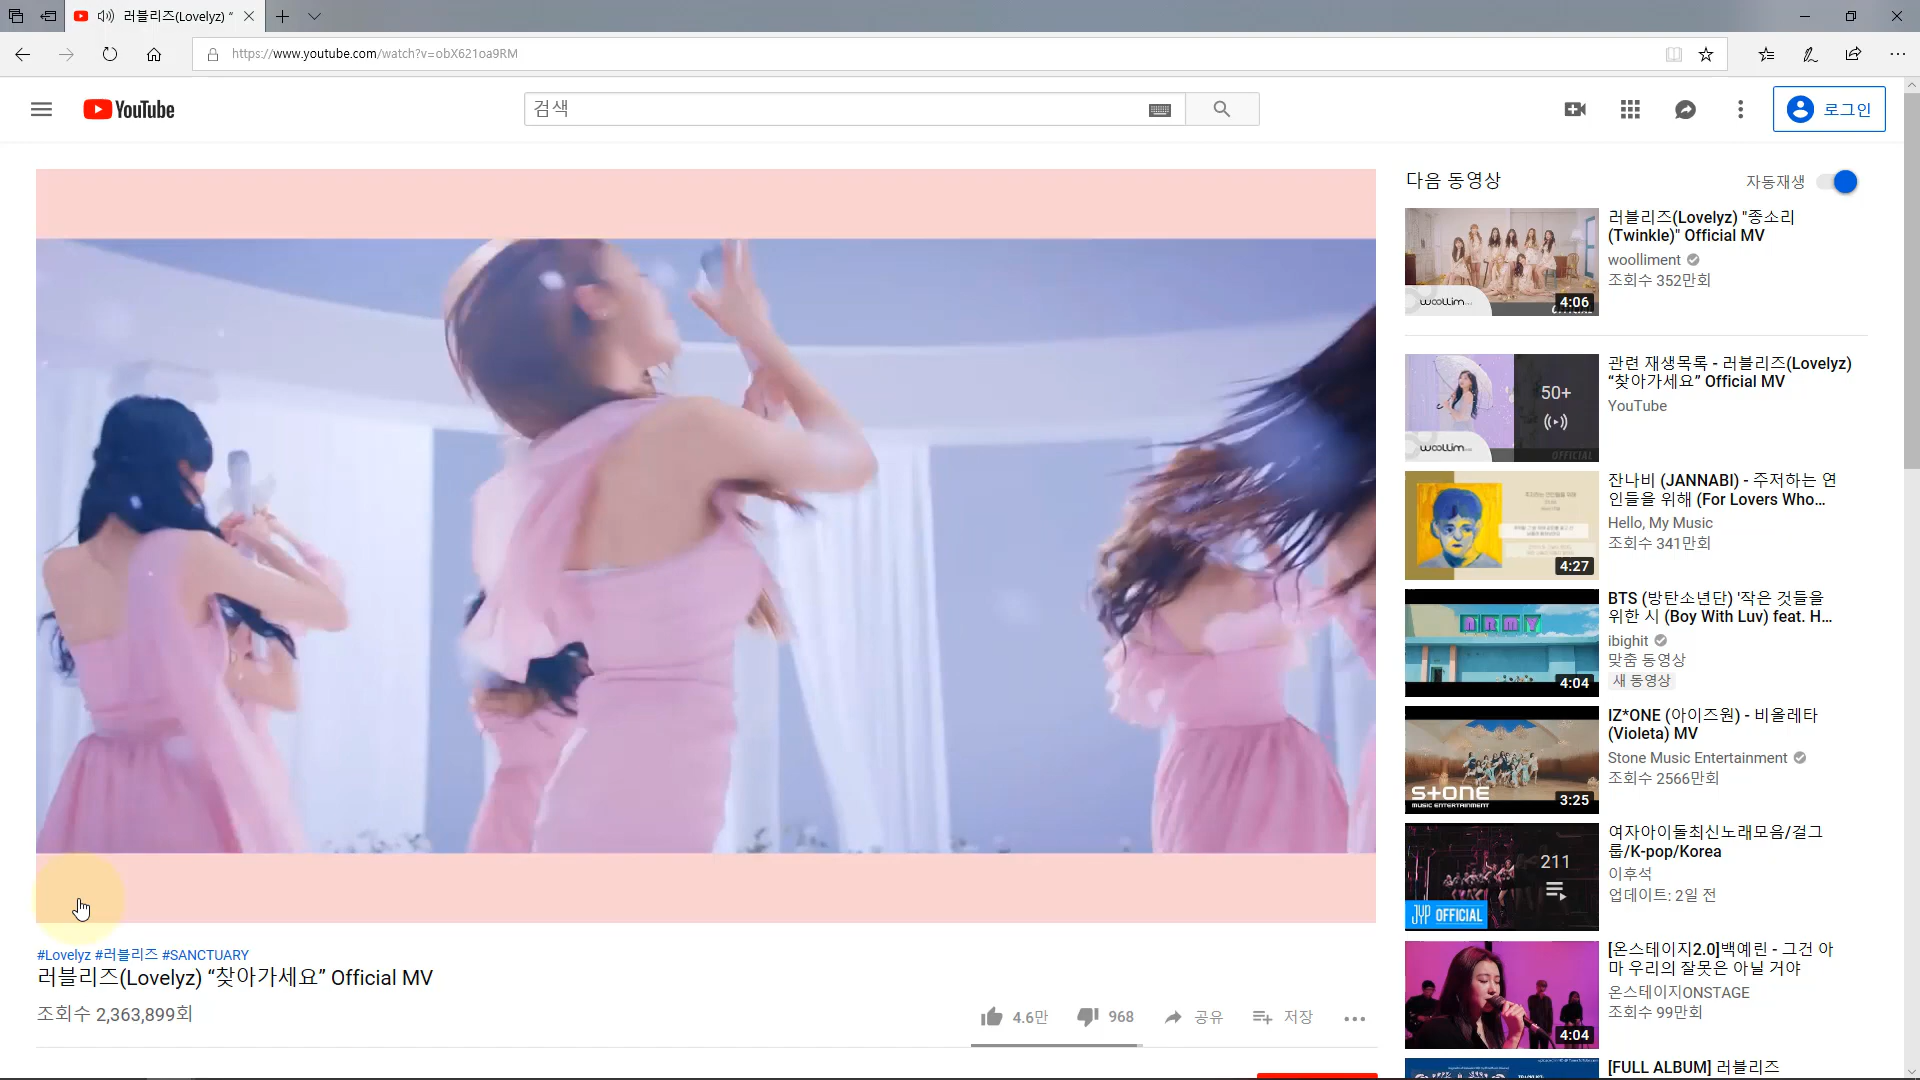 러블리즈(Lovelyz) “
https://www.youtube.com/watch?v=obX621oa9RM
YouTube
검색
로그인
#Lovelyz #러블리즈 #SANCTUARY
러블리즈(Lovelyz) “찾아가세요” Official MV
조회수 2,363,899회
4.6만
968
공유
저장
다음 동영상
자동재생
woollim...
4:06
러블리즈(Lovelyz) "종소리
(Twinkle)" Official MV
woolliment
조회수 352만회
50+
woollim...
OFFICIAL
관련 재생목록 - 러블리즈(Lovelyz)
“찾아가세요” Official MV
YouTube
4:27
잔나비 (JANNABI) - 주저하는 연
인들을 위해 (For Lovers Who...
Hello, My Music
조회수 341만회
ARMY
4:04
BTS (방탄소년단) '작은 것들을
위한 시 (Boy With Luv) feat. H...
ibighit
맞춤 동영상
새 동영상
STONE
MUSIC ENTERTAINMENT
3:25
IZ*ONE (아이즈원) - 비올레타
(Violeta) MV
Stone Music Entertainment
조회수 2566만회
211
JYP OFFICIAL
여자아이돌최신노래모음/걸그
룹/K-pop/Korea
이후석
업데이트: 2일 전
4:04
[온스테이지2.0]백예린 - 그건 아
마 우리의 잘못은 아닐 거야
온스테이지ONSTAGE
조회수 99만회
[FULL ALBUM] 러블리즈